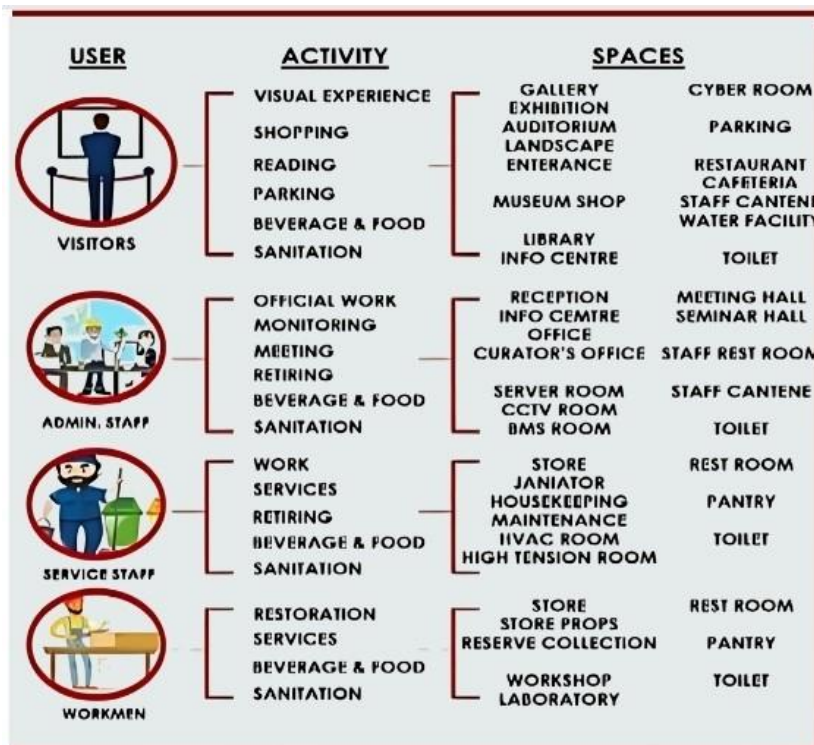 USER ACTIVITY SPACES
VISITORS
VISUAL EXPERIENCE
SHOPPING
READING
PARKING
BEVERAGE & FOOD
SANITATION
GALLERY
EXHIBITION
AUDITORIUM
LANDSCAPE
ENTERANCE
MUSEUM SHOP
LIBRARY
INFO CENTRE
CYBER ROOM
PARKING
RESTAURANT
CAFETERIA
STAFF CANTENE
WATER FACILITY
TOILET
ADMIN, STAFF
OFFICIAL WORK
MONITORING
MEETING
RETIRING
BEVERAGE & FOOD
SANITATION
RECEPTION
INFO CEMTRE
OFFICE
CURATOR'S OFFICE
SERVER ROOM
CCTV ROOM
BMS ROOM
MEETING HALL
SEMINAR HALL
STAFF REST ROOM
STAFF CANTENE
TOILET
SERVICE STAFF
WORK
SERVICES
RETIRING
BEVERAGE & FOOD
SANITATION
STORE
JANIATOR
HOUSEKEEPING
MAINTENANCE
HVAC ROOM
HIGH TENSION ROOM
REST ROOM
PANTRY
TOILET
WORKMEN
RESTORATION
SERVICES
BEVERAGE & FOOD
SANITATION
STORE
STORE PROPS
RESERVE COLLECTION
WORKSHOP
LABORATORY
REST ROOM
PANTRY
TOILET